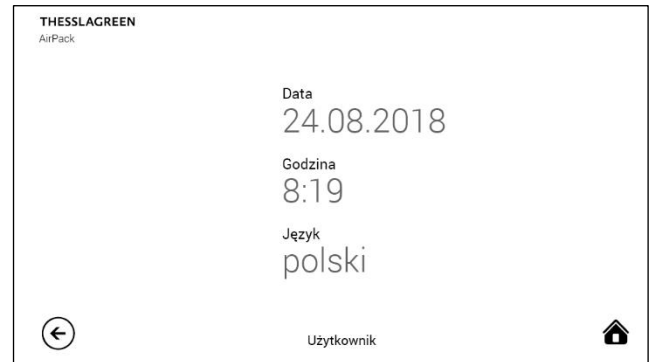 THESSLAGREEN
AirPack
Data
24.08.2018
Godzina
8:19
Język
polski
Użytkownik